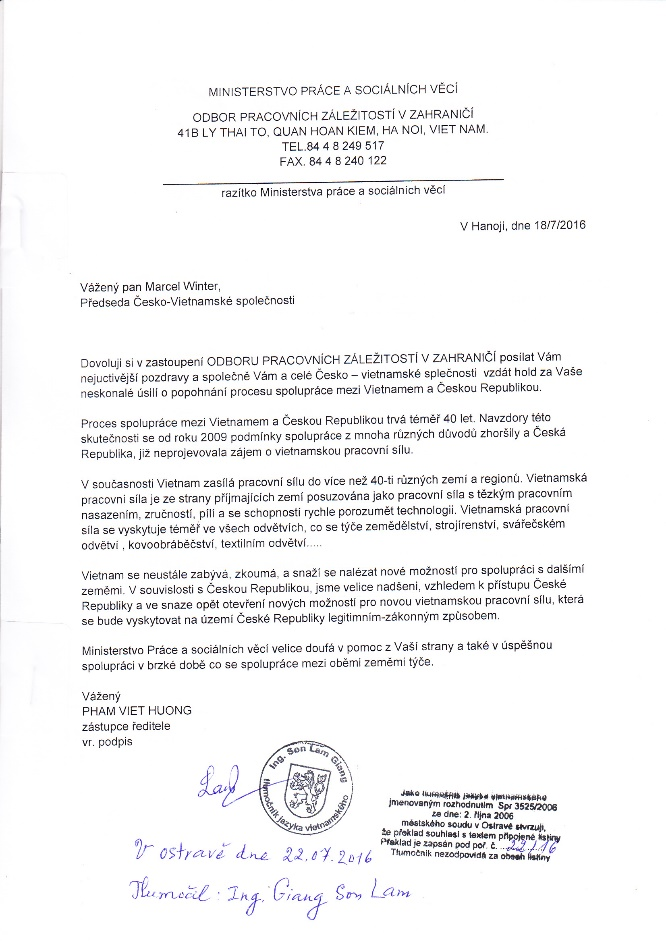 MINISTERSTVO PRÁCE A SOCIÁLNÍCH VĚCÍ
ODBOR PRACOVNÍCH ZÁLEŽITOSTÍ V ZAHRANIČÍ
41B LY THAI TO, QUAN HOAN KIEM, HA NOI, VIET NAM.
TEL.84 4 8 249 517
FAX. 84 4 8 240 122
razítko Ministerstva práce a sociálních věcí
V Hanoji, dne 18/7/2016
Vážený pan Marcel Winter,
Předseda Česko-Vietnamské společnosti
Dovoluji si v zastoupení ODBORU PRACOVNÍCH ZÁLEŽITOSTÍ V ZAHRANIČÍ posílat Vám
nejuctivější pozdravy a společně Vám a celé Česko – vietnamské splečnosti vzdát hold za Vaše
neskonalé úsilí o popohnání procesu spolupráce mezi Vietnamem a Českou Republikou.
Proces spolupráce mezi Vietnamem a Českou Republikou trvá téměř 40 let. Navzdory této
skutečnosti se od roku 2009 podmínky spolupráce z mnoha různých důvodů zhoršily a Česká
Republika, již neprojevovala zájem o vietnamskou pracovní sílu.
V současnosti Vietnam zasílá pracovní sílu do více než 40-ti různých zemí a regionů. Vietnamská
pracovní síla je ze strany příjmajících zemí posuzována jako pracovní síla s těžkým pracovním
nasazením, zručností, píli a se schopností rychle porozumět technologii. Vietnamská pracovní
síla se vyskytuje téměř ve všech odvětvích, co se týče zemědělství, strojírenství, svářečském
odvětví , kovoobráběčství, textilním odvětví.....
Vietnam se neustále zabývá, zkoumá, a snaží se nalézat nové možností pro spolupráci s dalšímí
zeměmi. V souvislosti s Českou Republikou, jsme velice nadšeni, vzhledem k přístupu České
Republiky a ve snaze opět otevření nových možností pro novou vietnamskou pracovní sílu, která
se bude vyskytovat na území České Republiky legitimním-zákonným způsobem.
Ministerstvo Práce a sociálních věcí velice doufá v pomoc z Vaší strany a také v úspěšnou
spolupráci v brzké době co se spolupráce mezi oběmi zeměmi týče.
Vážený
PHAM VIET HUONG
zástupce ředitele
vr. podpis
Ing. Son Lam Giang
tlumočník jazyka vietnamského
Jako tlumočník jazyka vietnamského
jmenovaným rozhodnutím Spr 3525/2006
ze dne: 2. října 2006
městského soudu v Ostravě stvrzuji,
že překlad souhlasí s textem připojené listiny
Překlad je zapsán pod poř. č. 22/16
Tlumočník nezodpovídá za obsah listiny
V ostravě dne 22.07.2016
Tlumočil: Ing. Giang Son Lam